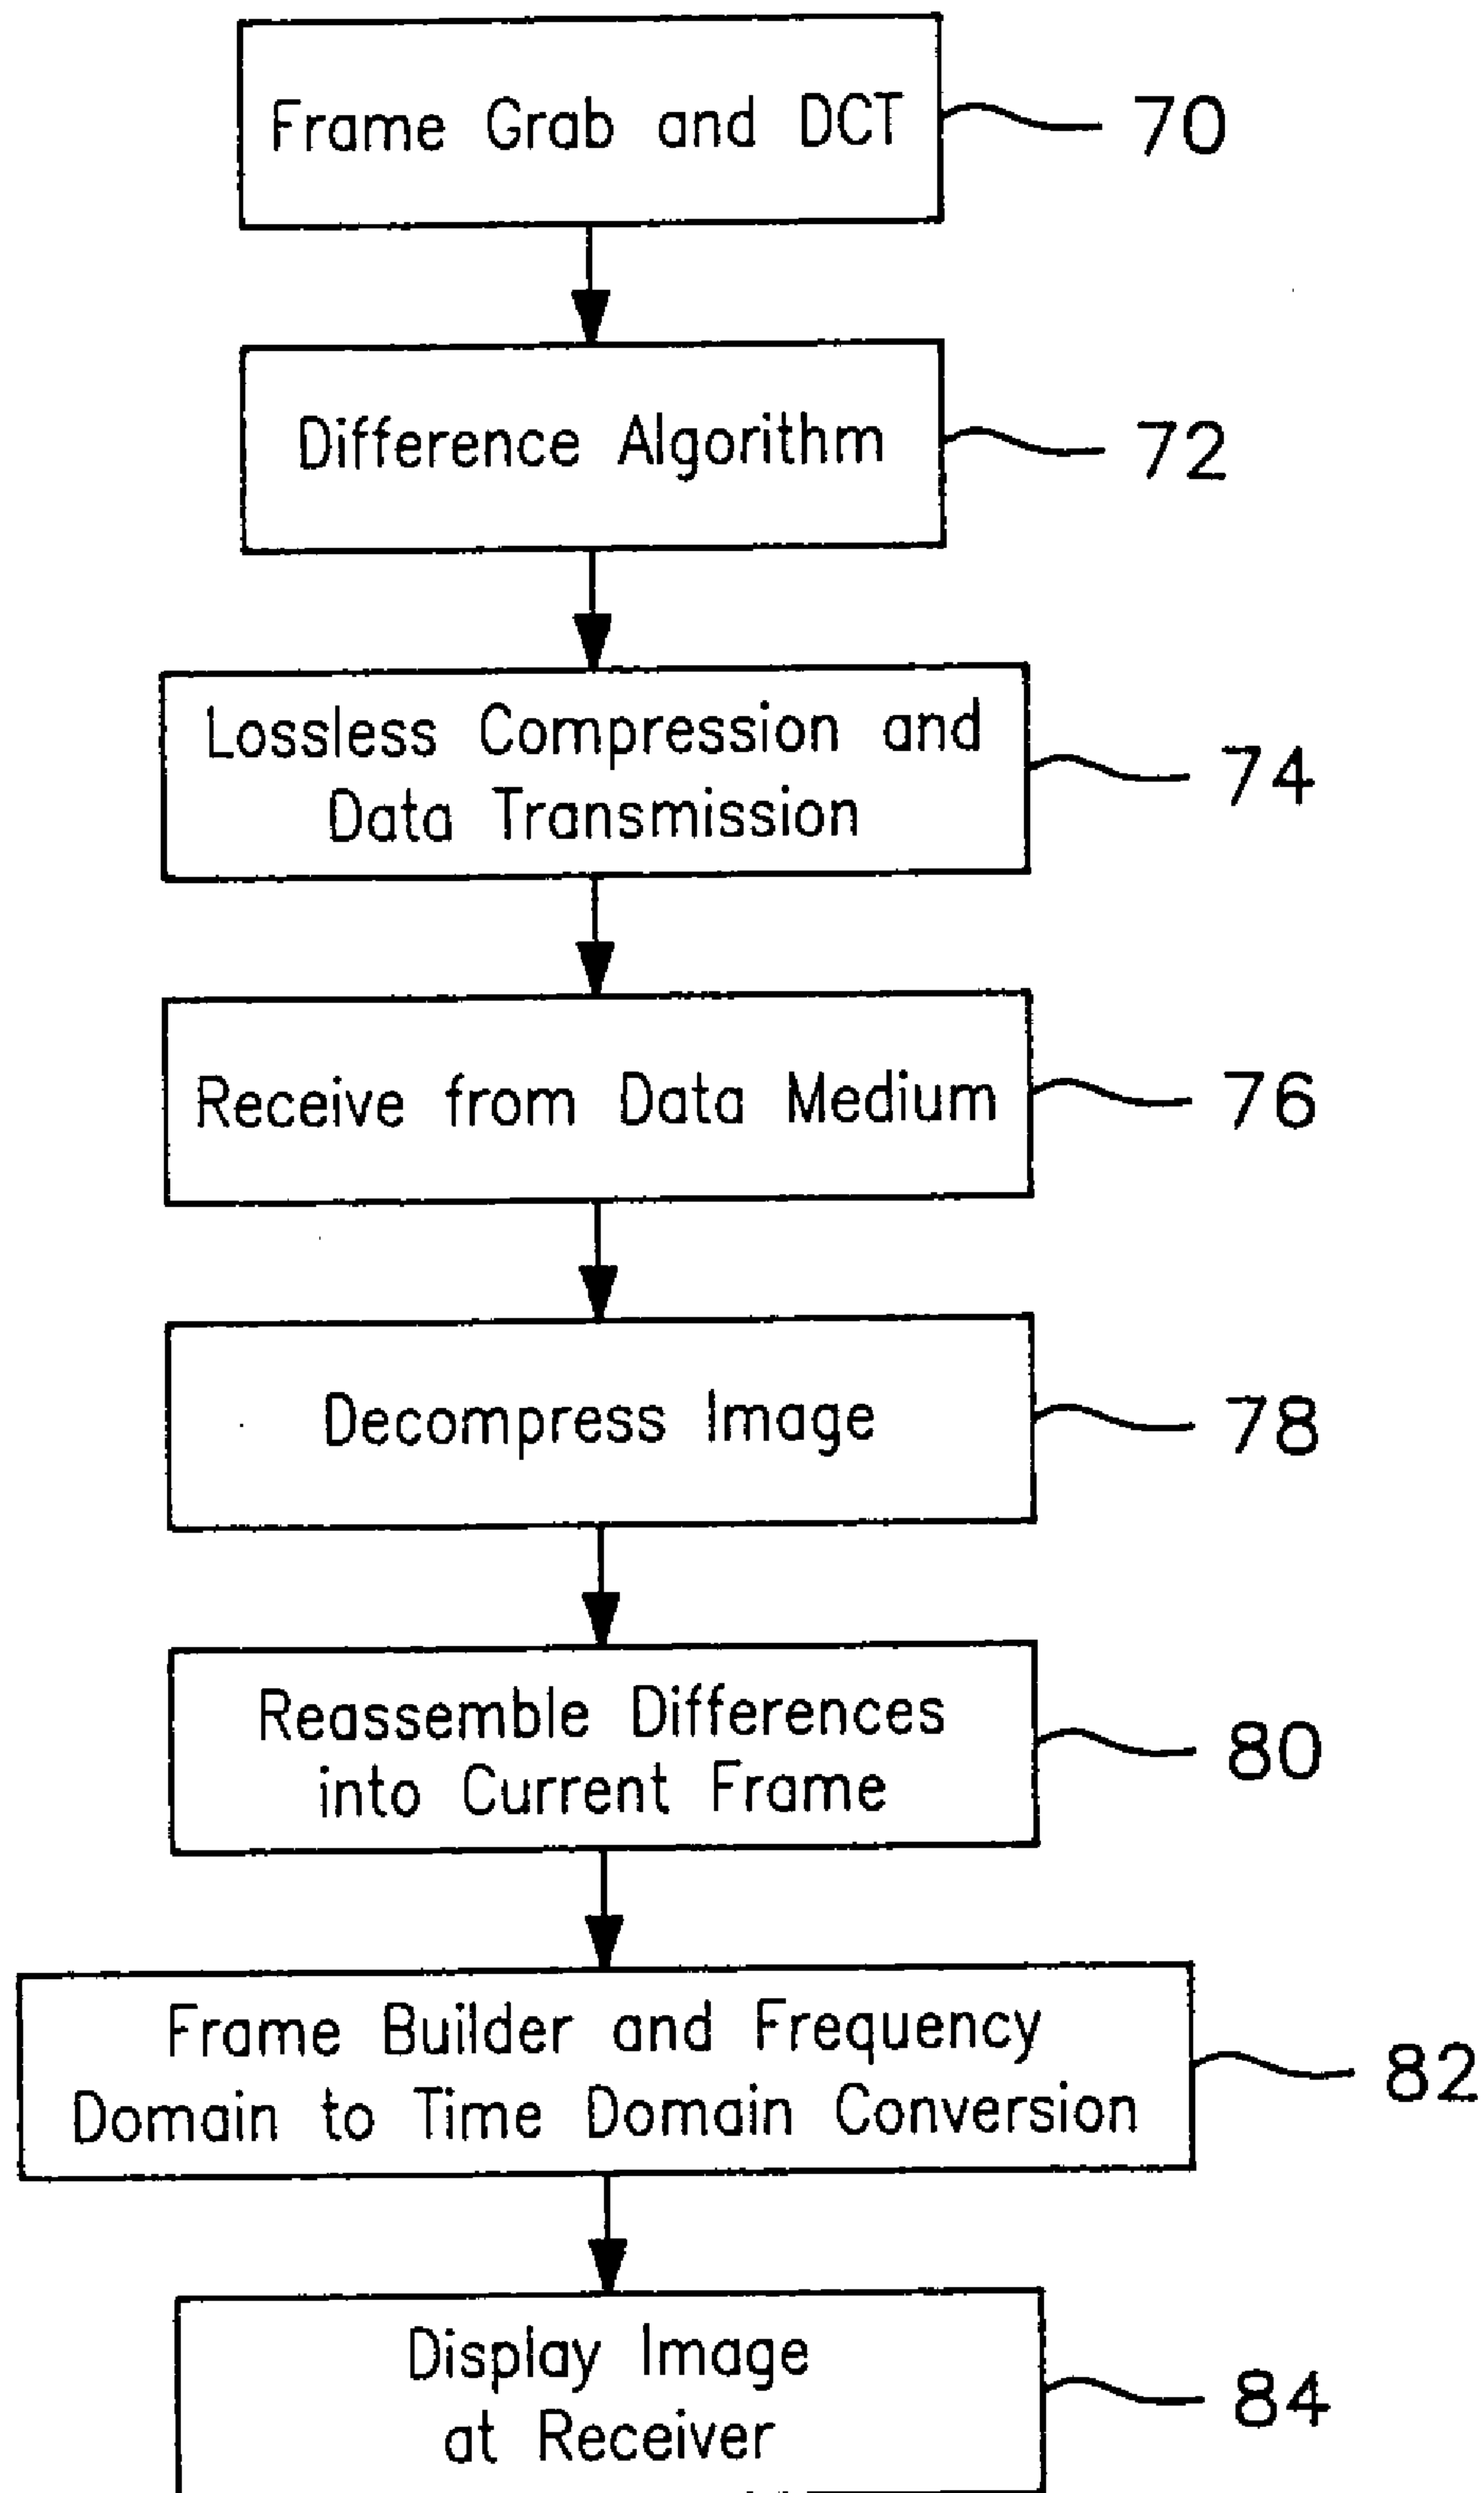 Frame Grab and DCT
70
Difference Algorithm
72
Lossless Compression and
Data Transmission
74
Receive from Data Medium
76
Decompress Image
78
Reassemble Differences
into Current Frame
80
Frame Builder and Frequency
Domain to Time Domain Conversion
82
Display Image
at Receiver
84